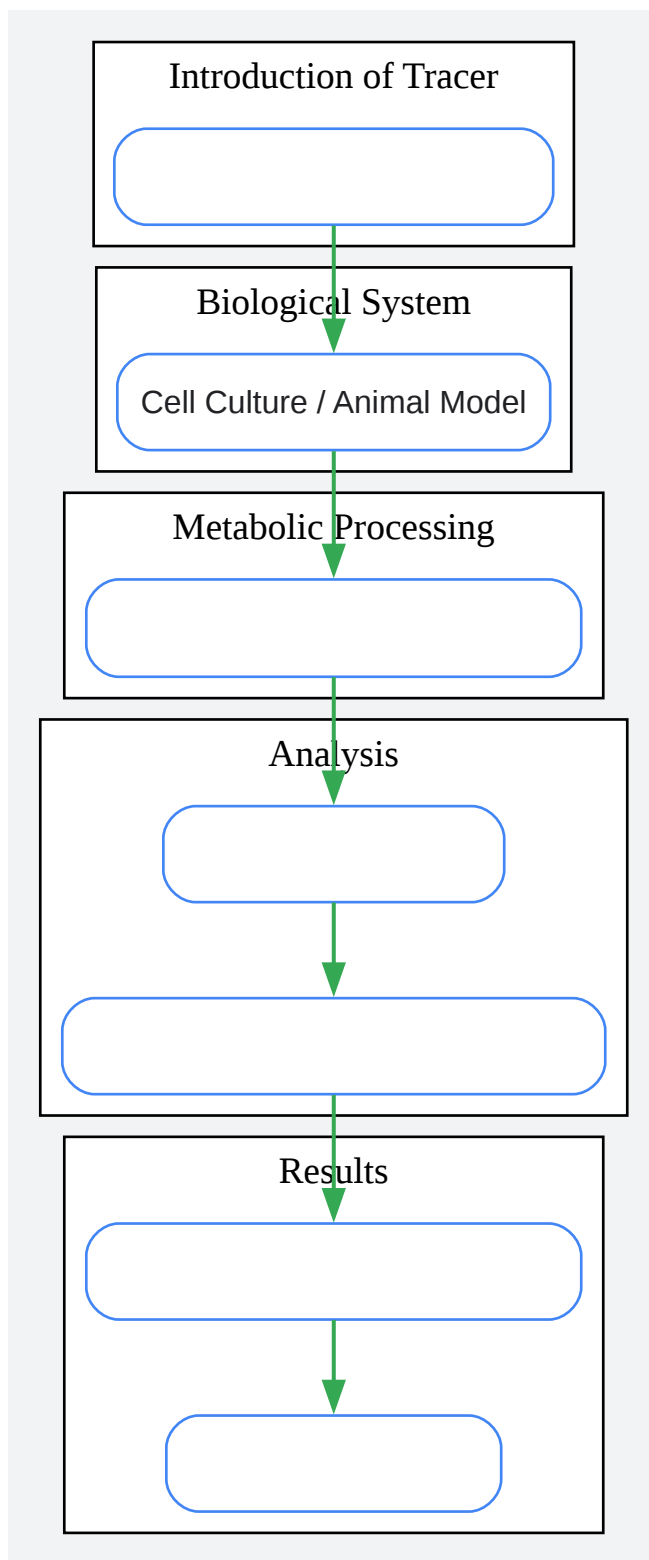 Introduction of Tracer
Biological System
Cell Culture / Animal Model
Metabolic Processing
Analysis
Results